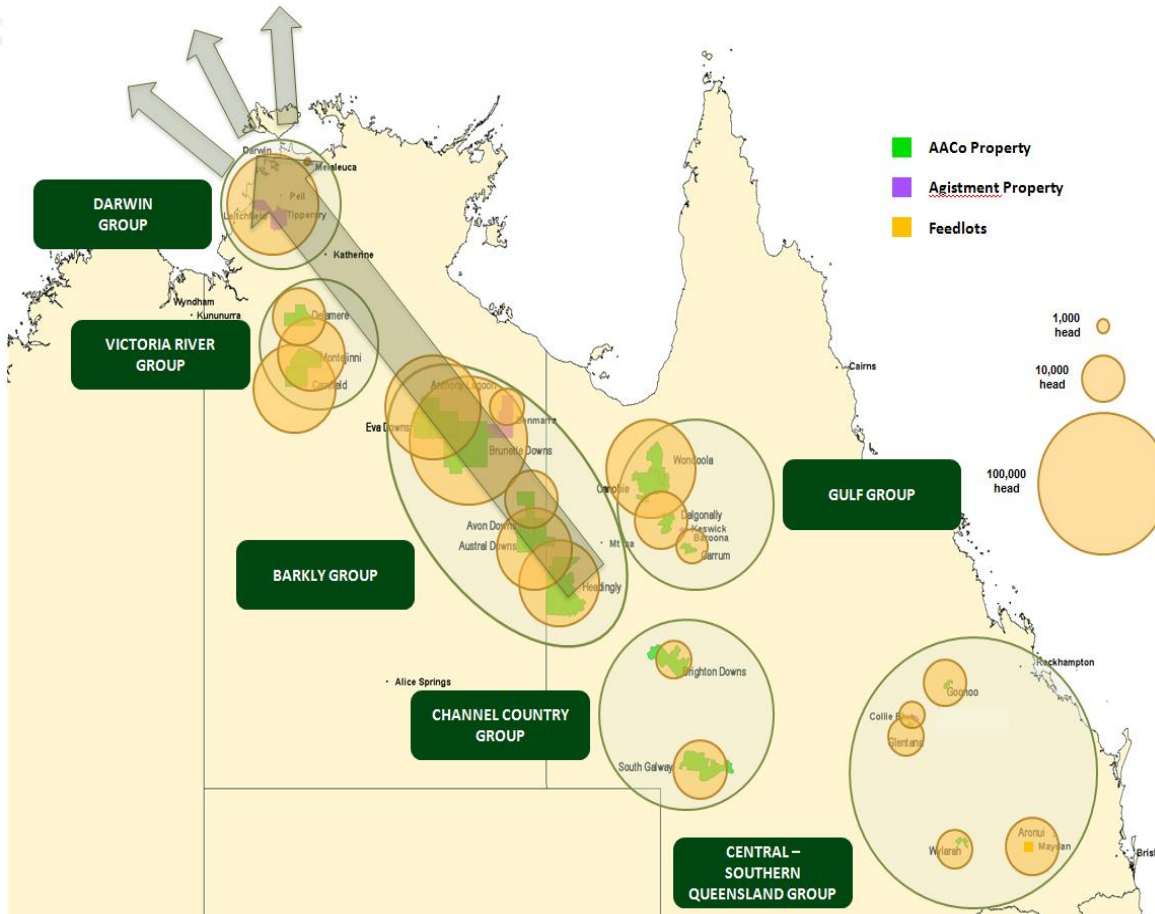 AACo Property
Agistment Property
Feedlots
1,000
head
10,000
head
100,000
head
DARWIN
GROUP
Darwin
Melaleuca
Pell
Litchfield
Tipperary
Katherine
Wyndham
Kununurra
VICTORIA RIVER
GROUP
Delamere
Montejinni
Camfield
Anthony Lagoon
Eva Downs
Brunette Downs
Avon Downs
Austral Downs
Headingly
BARKLY GROUP
Cairns
Wondoola
Canobie
Dalgonally
Keswick
Baroona
Carrum
GULF GROUP
Alice Springs
CHANNEL COUNTRY
GROUP
Brighton Downs
South Galway
Rockhampton
Goonoo
Glentana
Wylarah
Aronui
Maydan
Brisb
CENTRAL –
SOUTHERN
QUEENSLAND GROUP